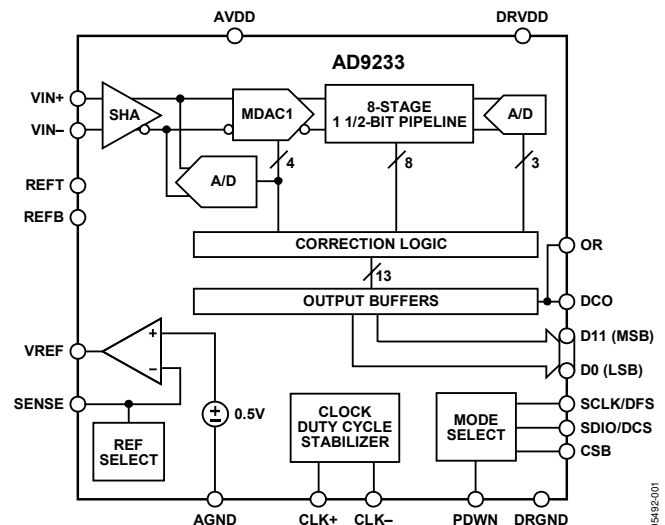 AVDD
DRVDD
AD9233
VIN+
VIN–
SHA
MDAC1
8-STAGE
1 1/2-BIT PIPELINE
A/D
REFT
REFB
A/D
4
8
3
CORRECTION LOGIC
OR
13
OUTPUT BUFFERS
DCO
D11 (MSB)
D0 (LSB)
VREF
+
–
SENSE
REF
SELECT
0.5V
CLOCK
DUTY CYCLE
STABILIZER
MODE
SELECT
SCLK/DFS
SDIO/DCS
CSB
AGND
CLK+
CLK–
PDWN
DRGND